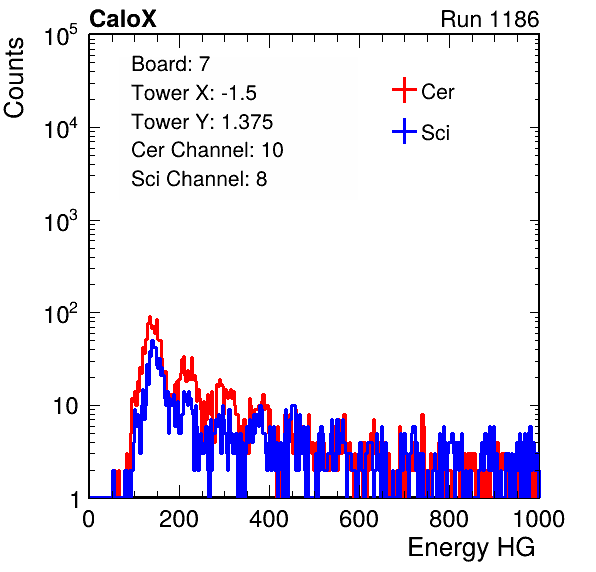 CaloX Run 1186
Counts
10^5
10^4
10^3
10^2
10
1
Board: 7
Tower X: -1.5
Tower Y: 1.375
Cer Channel: 10
Sci Channel: 8
Cer
Sci
0 200 400 600 800 1000
Energy HG